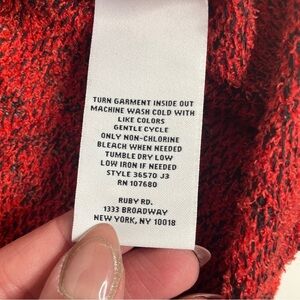 TURN GARMENT INSIDE OUT
MACHINE WASH COLD WITH
LIKE COLORS
GENTLE CYCLE
ONLY NON-CHLORINE
BLEACH WHEN NEEDED
TUMBLE DRY LOW
LOW IRON IF NEEDED
STYLE 36570 J3
RN 107680
RUBY RD.
1333 BROADWAY
NEW YORK, NY 10018